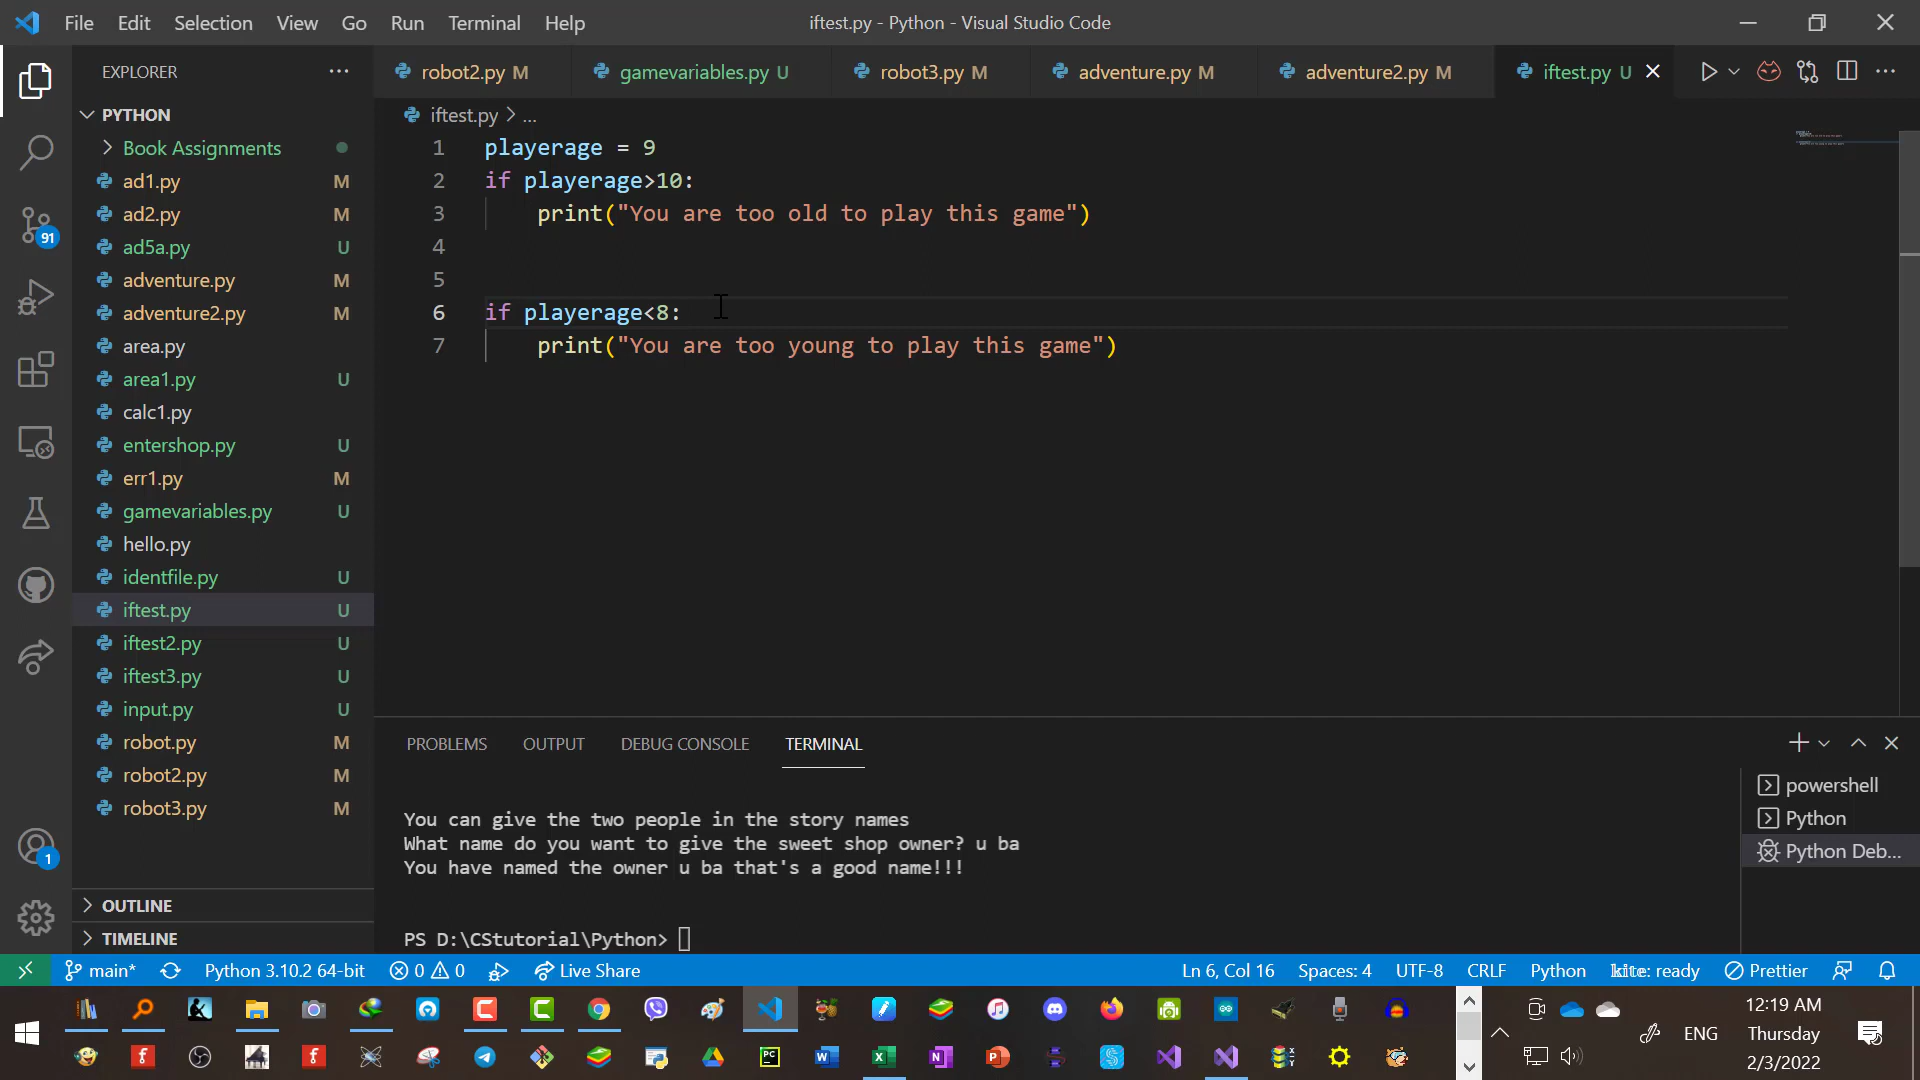 File Edit Selection View Go Run Terminal Help
iftest.py - Python - Visual Studio Code
EXPLORER
robot2.py M
gamevariables.py U
robot3.py M
adventure.py M
adventure2.py M
iftest.py U
PYTHON
Book Assignments
ad1.py M
ad2.py M
ad5a.py U
adventure.py M
adventure2.py M
area.py
area1.py U
calc1.py
entershop.py U
err1.py M
gamevariables.py U
hello.py
identfile.py U
iftest.py U
iftest2.py U
iftest3.py U
input.py U
robot.py M
robot2.py M
robot3.py M
OUTLINE
TIMELINE
91
1
iftest.py > ...
1 playerage = 9
2 if playerage>10:
3 print("You are too old to play this game")
4
5
6 if playerage<8:
7 print("You are too young to play this game")
PROBLEMS OUTPUT DEBUG CONSOLE TERMINAL
You can give the two people in the story names
What name do you want to give the sweet shop owner? u ba
You have named the owner u ba that's a good name!!!
PS D:\CStutorial\Python>
powershell
Python
Python Deb...
main* Python 3.10.2 64-bit 0 0 Live Share Ln 6, Col 16 Spaces: 4 UTF-8 CRLF Python kite: ready Prettier
ENG
12:19 AM
Thursday
2/3/2022